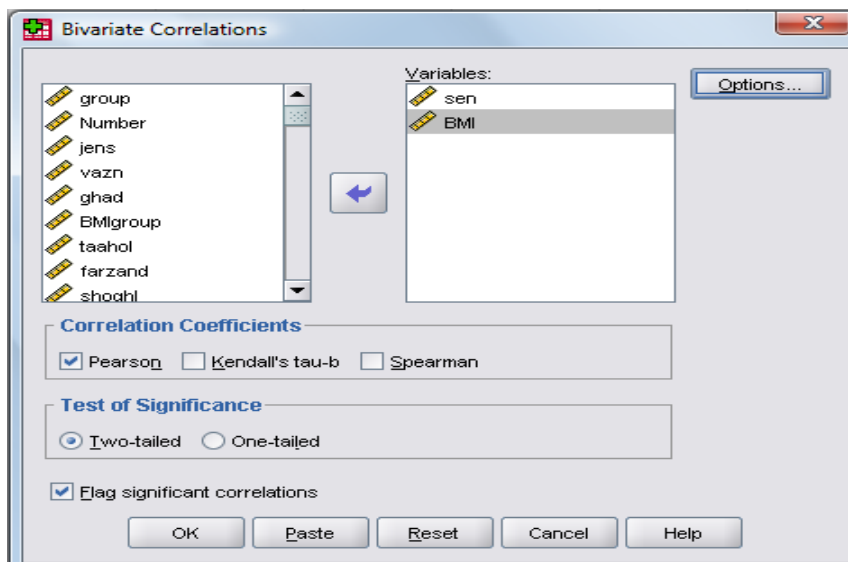 Bivariate Correlations
group
Number
jens
vazn
ghad
BMIgroup
taahol
farzand
shoghl
Variables:
sen
BMI
Options...
Correlation Coefficients
Pearson Kendall's tau-b Spearman
Test of Significance
Two-tailed One-tailed
Flag significant correlations
OK Paste Reset Cancel Help